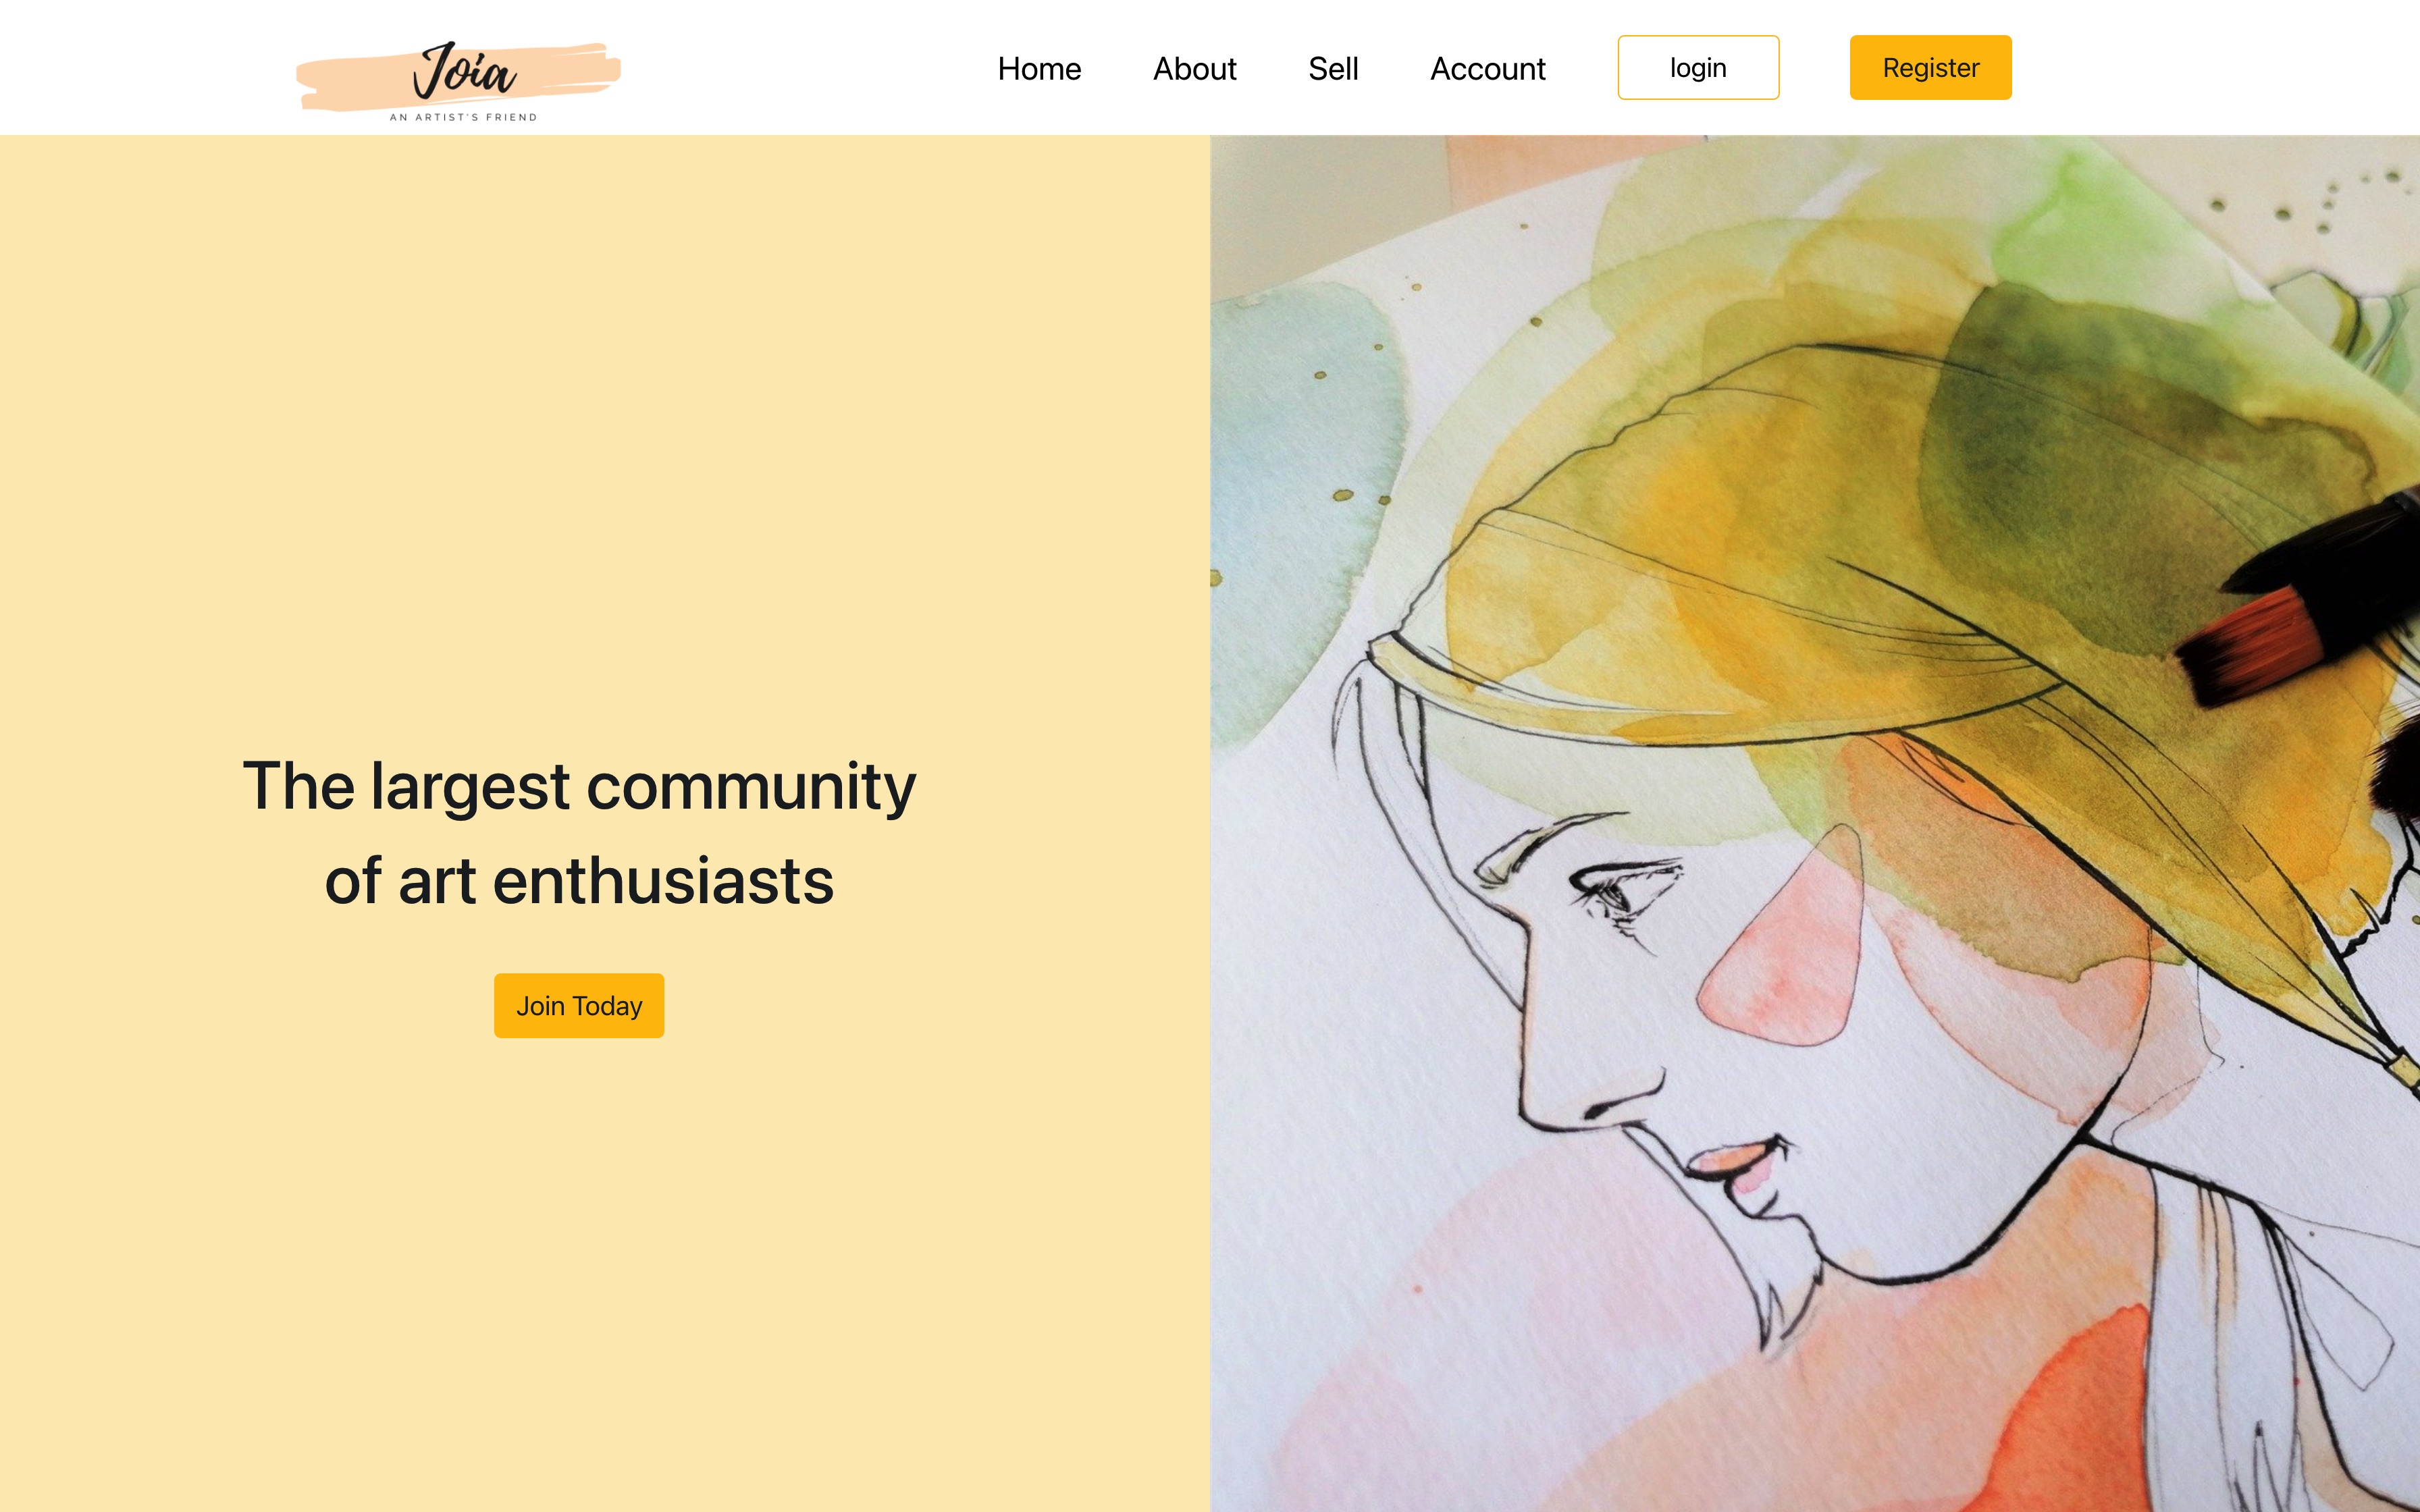 Joia
AN ARTIST'S FRIEND
Home About Sell Account login Register
The largest community
of art enthusiasts
Join Today